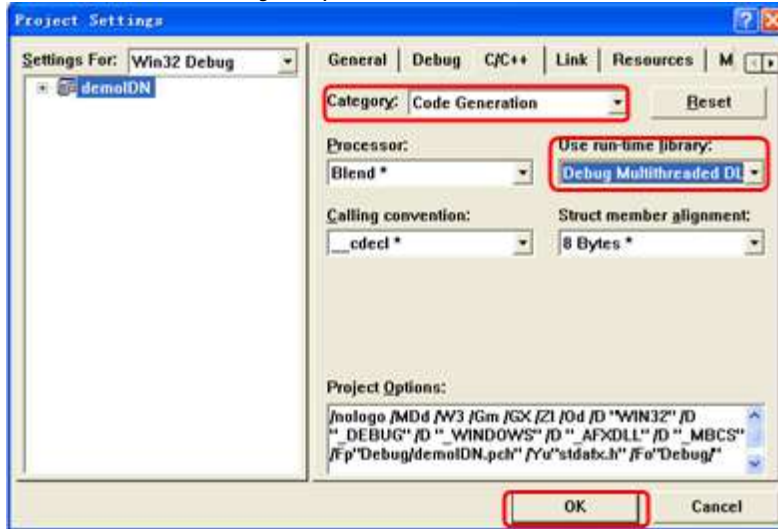 Project Settings
Settings For: Win32 Debug
demoIDN
General Debug C/C++ Link Resources M
Category: Code Generation Reset
Processor: Use run-time library:
Blend * Debug Multithreaded DL
Calling convention: Struct member alignment:
__cdecl * 8 Bytes *
Project Options:
/nologo /MDd /W3 /Gm /GX /ZI /Od /D "WIN32" /D
"_DEBUG" /D "_WINDOWS" /D "_AFXDLL" /D "_MBCS"
/Fp"Debug/demoIDN.pch" /Yu"stdafx.h" /Fo"Debug/"
OK Cancel